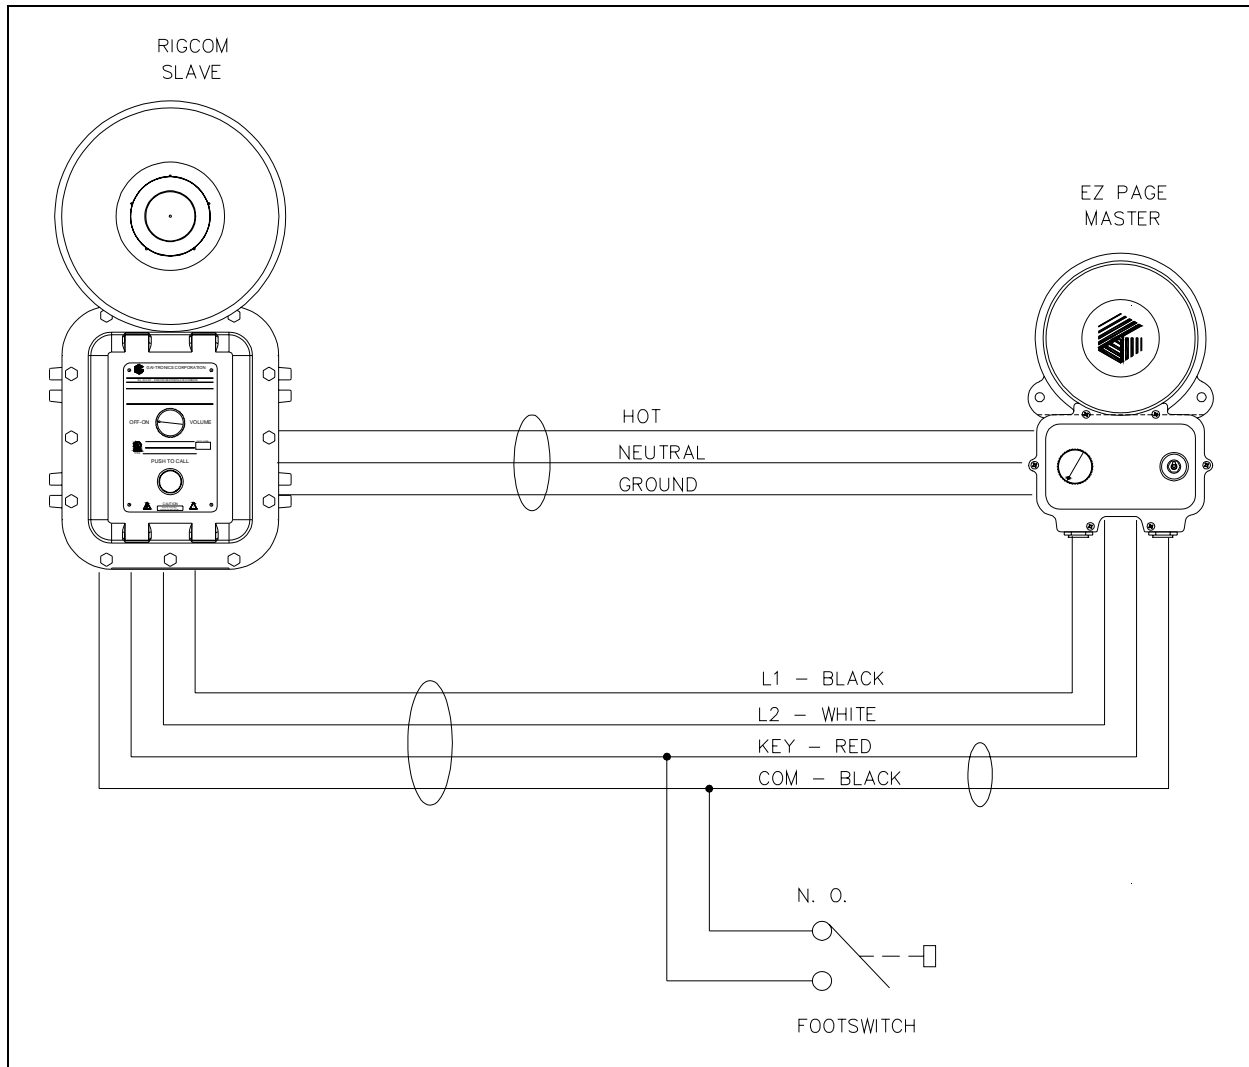 RIGCOM
SLAVE
EZ PAGE
MASTER
GAI-TRONICS CORPORATION
OFF-ON
VOLUME
PUSH TO CALL
CAUTION
HOT
NEUTRAL
GROUND
L1 – BLACK
L2 – WHITE
KEY – RED
COM – BLACK
N. O.
FOOTSWITCH